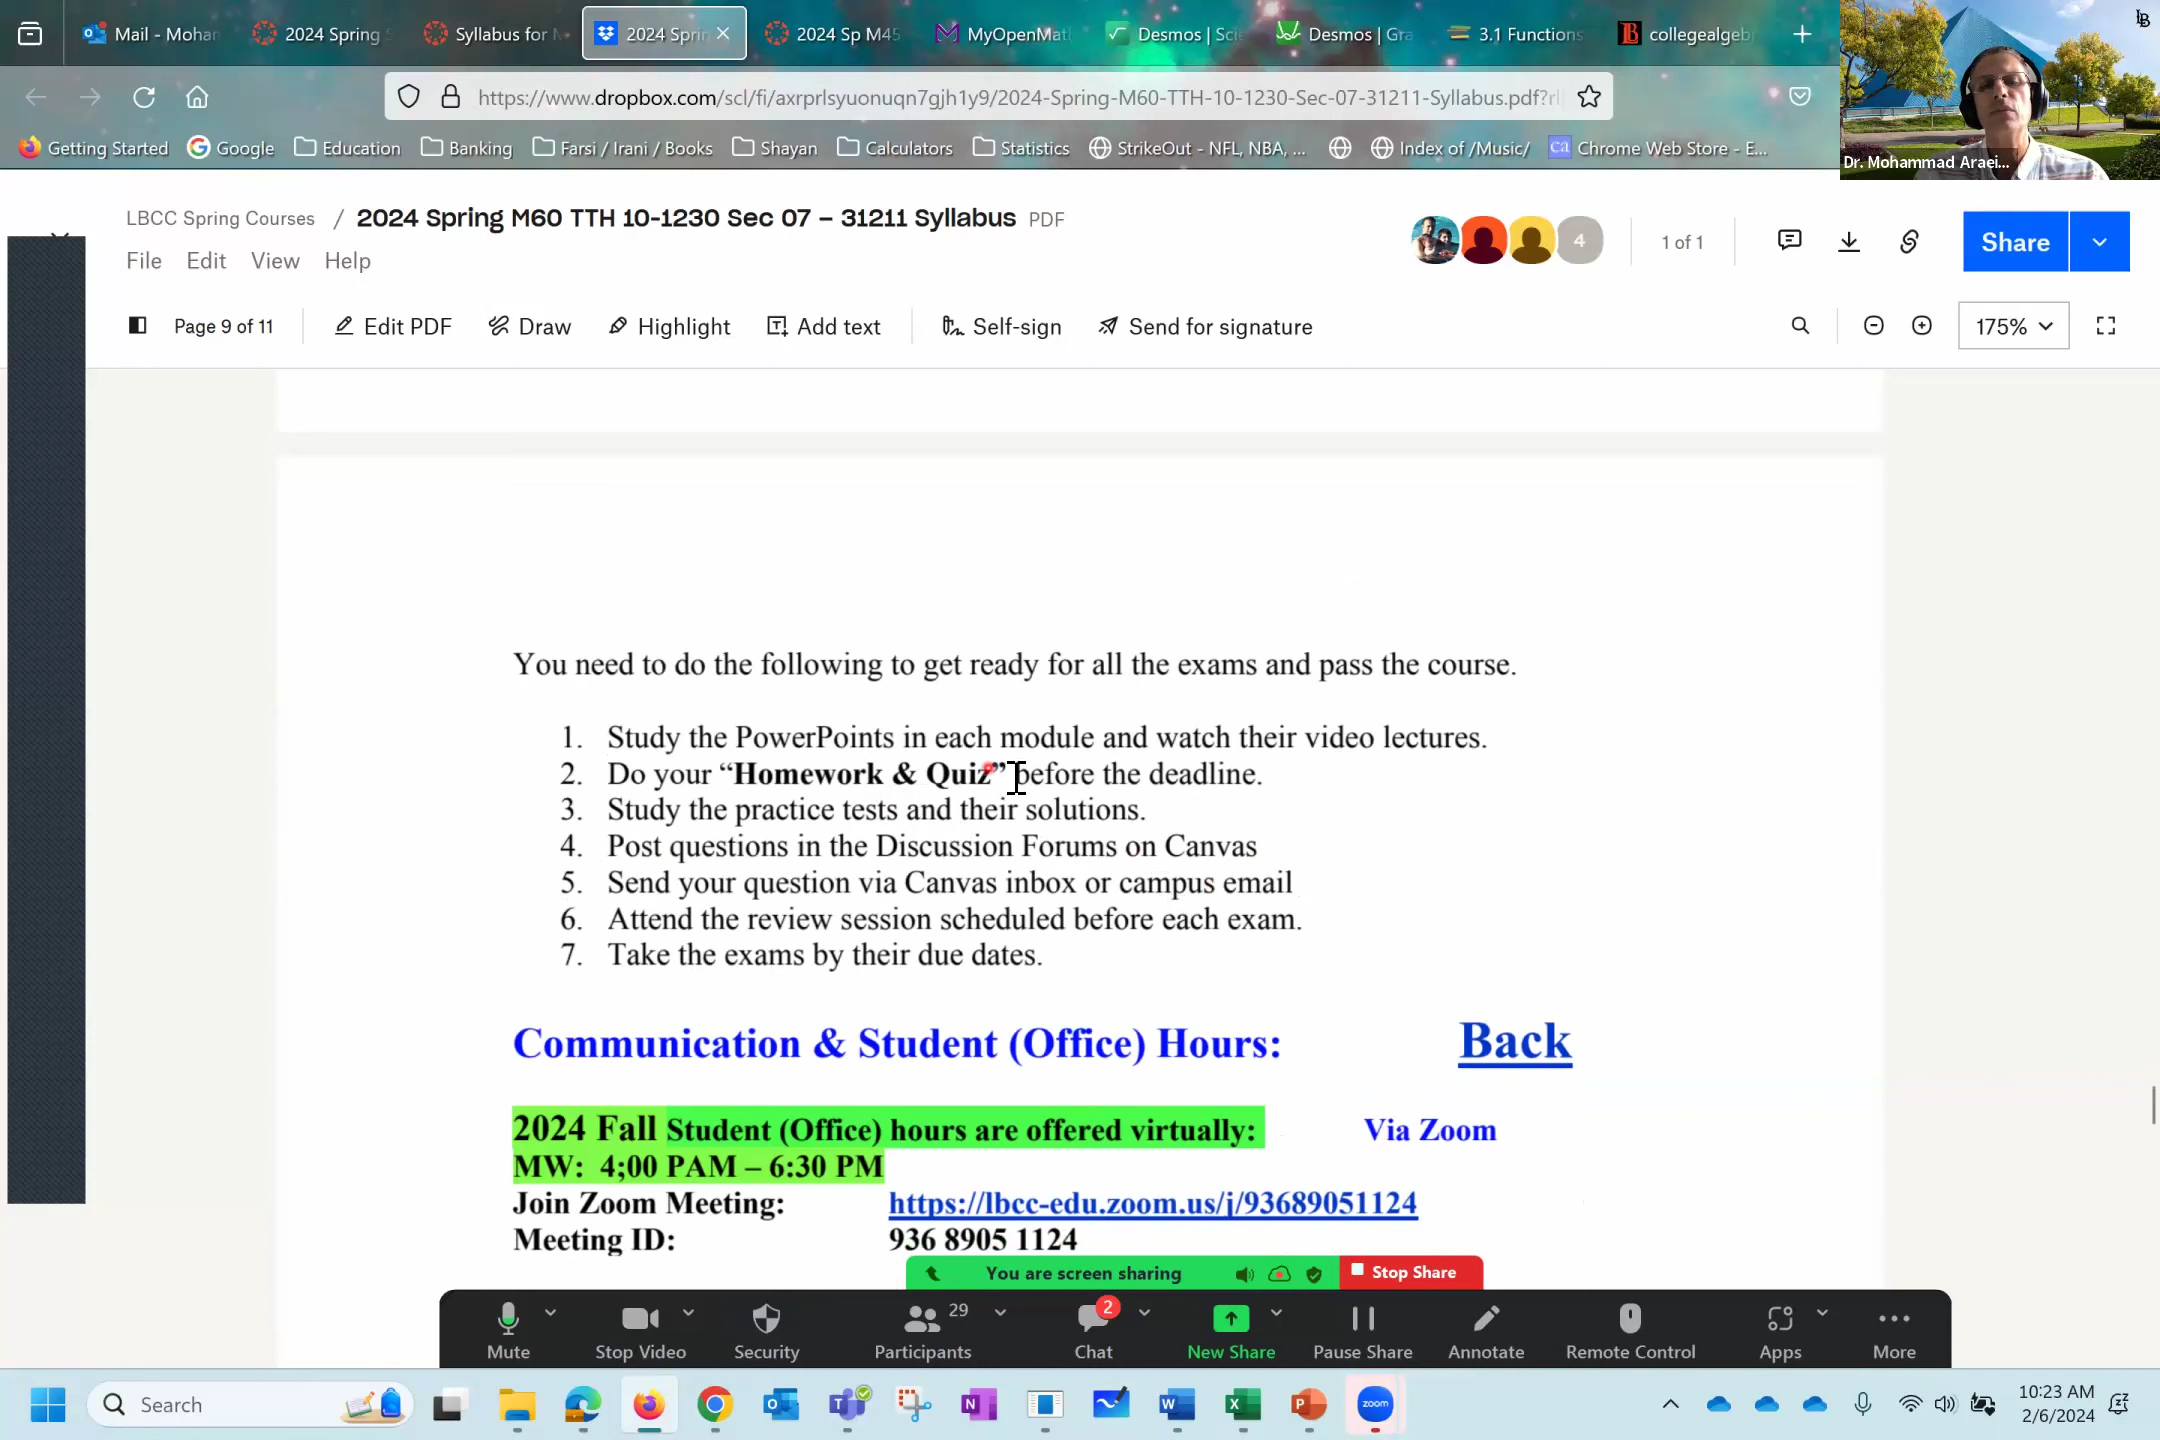 Mail - Mohan
2024 Spring S
Syllabus for M
2024 Sprin
2024 Sp M45
MyOpenMat
Desmos | Sci
Desmos | Gra
3.1 Functions
collegealgeb
https://www.dropbox.com/scl/fi/axrprlsyuonuqn7gjh1y9/2024-Spring-M60-TTH-10-1230-Sec-07-31211-Syllabus.pdf?rl
Getting Started
Google
Education
Banking
Farsi / Irani / Books
Shayan
Calculators
Statistics
StrikeOut - NFL, NBA, ...
Index of /Music/
Chrome Web Store - E...
Dr. Mohammad Araei...
LBCC Spring Courses / 2024 Spring M60 TTH 10-1230 Sec 07 – 31211 Syllabus PDF
4
1 of 1
Share
File Edit View Help
Page 9 of 11
Edit PDF
Draw
Highlight
Add text
Self-sign
Send for signature
175%
You need to do the following to get ready for all the exams and pass the course.
1. Study the PowerPoints in each module and watch their video lectures.
2. Do your “Homework & Quiz” before the deadline.
3. Study the practice tests and their solutions.
4. Post questions in the Discussion Forums on Canvas
5. Send your question via Canvas inbox or campus email
6. Attend the review session scheduled before each exam.
7. Take the exams by their due dates.
Communication & Student (Office) Hours: Back
2024 Fall Student (Office) hours are offered virtually: Via Zoom
MW: 4;00 PAM – 6:30 PM
Join Zoom Meeting: https://lbcc-edu.zoom.us/j/93689051124
Meeting ID: 936 8905 1124
You are screen sharing
Stop Share
29
2
Mute
Stop Video
Security
Participants
Chat
New Share
Pause Share
Annotate
Remote Control
Apps
More
Search
zoom
10:23 AM
2/6/2024